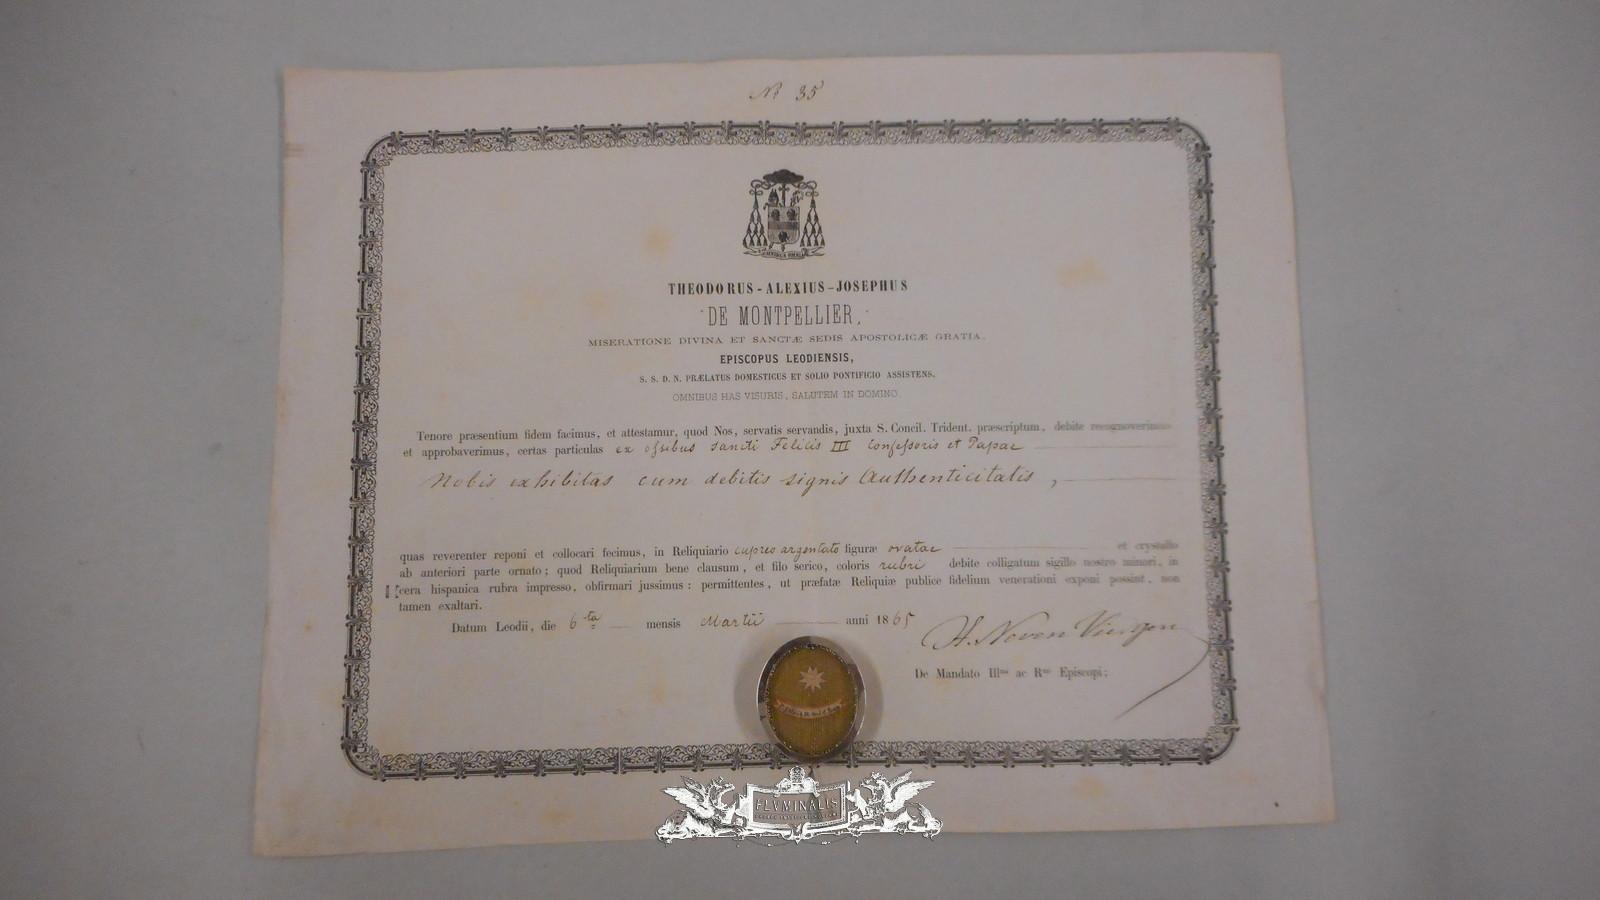 No 35
THEODORUS-ALEXIUS-JOSEPHUS
DE MONTPELLIER,
MISERATIONE DIVINA ET SANCTÆ SEDIS APOSTOLICÆ GRATIA,
EPISCOPUS LEODIENSIS,
S. S. D. N. PRÆLATUS DOMESTICUS ET SOLIO PONTIFICIO ASSISTENS,
OMNIBUS HAS VISURIS, SALUTEM IN DOMINO.
Tenore præsentium fidem facimus, et attestamur, quod Nos, servatis servandis, juxta S. Concil. Trident. præscriptum, debite recognoverimus
et approbaverimus, certas particulas ex ossibus Sancti Felicis III Confessoris et Papae
Nobis exhibitas cum debitis signis Authenticitatis,
quas reverenter reponi et collocari fecimus, in Reliquiario cupreo argentato figuræ ovatae et crystallo
ab anteriori parte ornato; quod Reliquiarium bene clausum, et filo serico, coloris rubri debite colligatum sigillo nostro minori, in
cera hispanica rubra impresso, obfirmari jussimus: permittentes, ut præfatæ Reliquiæ publice fidelium venerationi exponi possint, non
tamen exaltari.
Datum Leodii, die 6ta mensis Martii anni 1865
H. Neven
De Mandato Illmi ac Rmi Episcopi:
FLVMINALIS